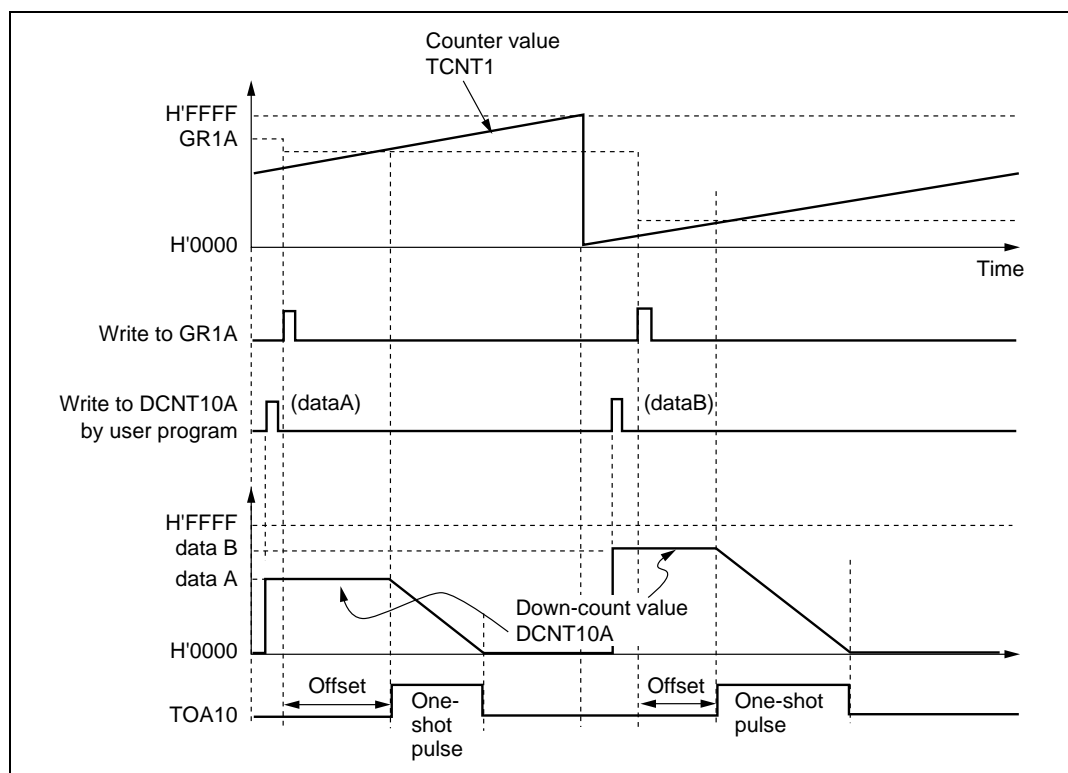 Counter value
TCNT1
H'FFFF
GR1A
H'0000
Time
Write to GR1A
Write to DCNT10A
by user program
(dataA)
(dataB)
H'FFFF
data B
data A
Down-count value
DCNT10A
H'0000
Offset
One-
shot
pulse
Offset
One-shot
pulse
TOA10